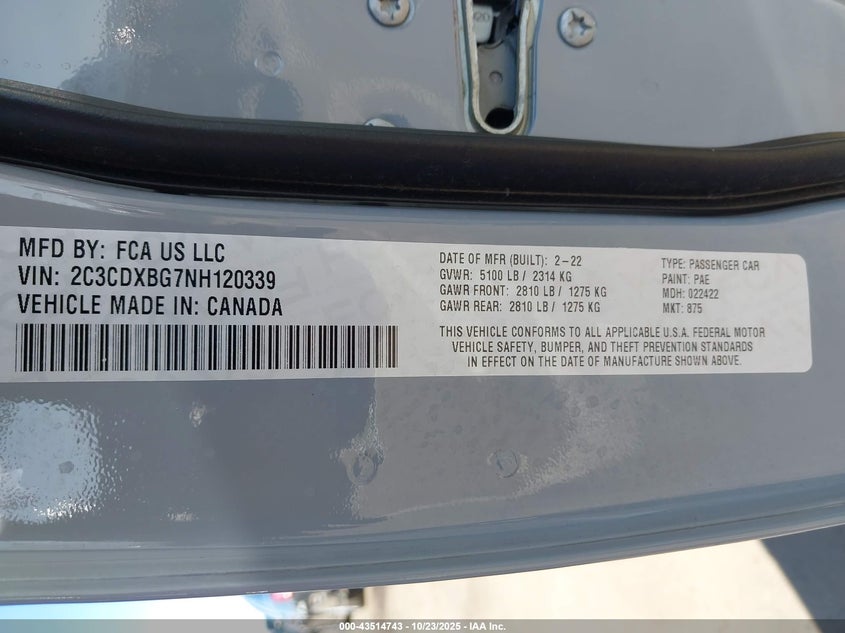 MFD BY: FCA US LLC
VIN: 2C3CDXBG7NH120339
VEHICLE MADE IN: CANADA
DATE OF MFR (BUILT): 2-22
GVWR: 5100 LB / 2314 KG
GAWR FRONT: 2810 LB / 1275 KG
GAWR REAR: 2810 LB / 1275 KG
TYPE: PASSENGER CAR
PAINT: PAE
MDH: 022422
MKT: 875
THIS VEHICLE CONFORMS TO ALL APPLICABLE U.S.A. FEDERAL MOTOR
VEHICLE SAFETY, BUMPER, AND THEFT PREVENTION STANDARDS
IN EFFECT ON THE DATE OF MANUFACTURE SHOWN ABOVE.
000-43514743 - 10/23/2025 - IAA Inc.